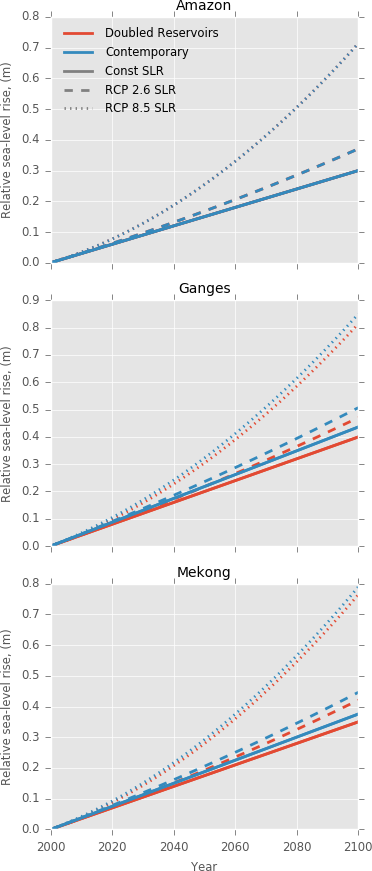 Amazon
0.8
0.7
0.6
0.5
0.4
0.3
0.2
0.1
0.0
Relative sea-level rise, (m)
Doubled Reservoirs
Contemporary
Const SLR
RCP 2.6 SLR
RCP 8.5 SLR
Ganges
0.9
0.8
0.7
0.6
0.5
0.4
0.3
0.2
0.1
0.0
Relative sea-level rise, (m)
Mekong
0.8
0.7
0.6
0.5
0.4
0.3
0.2
0.1
0.0
Relative sea-level rise, (m)
2000 2020 2040 2060 2080 2100
Year